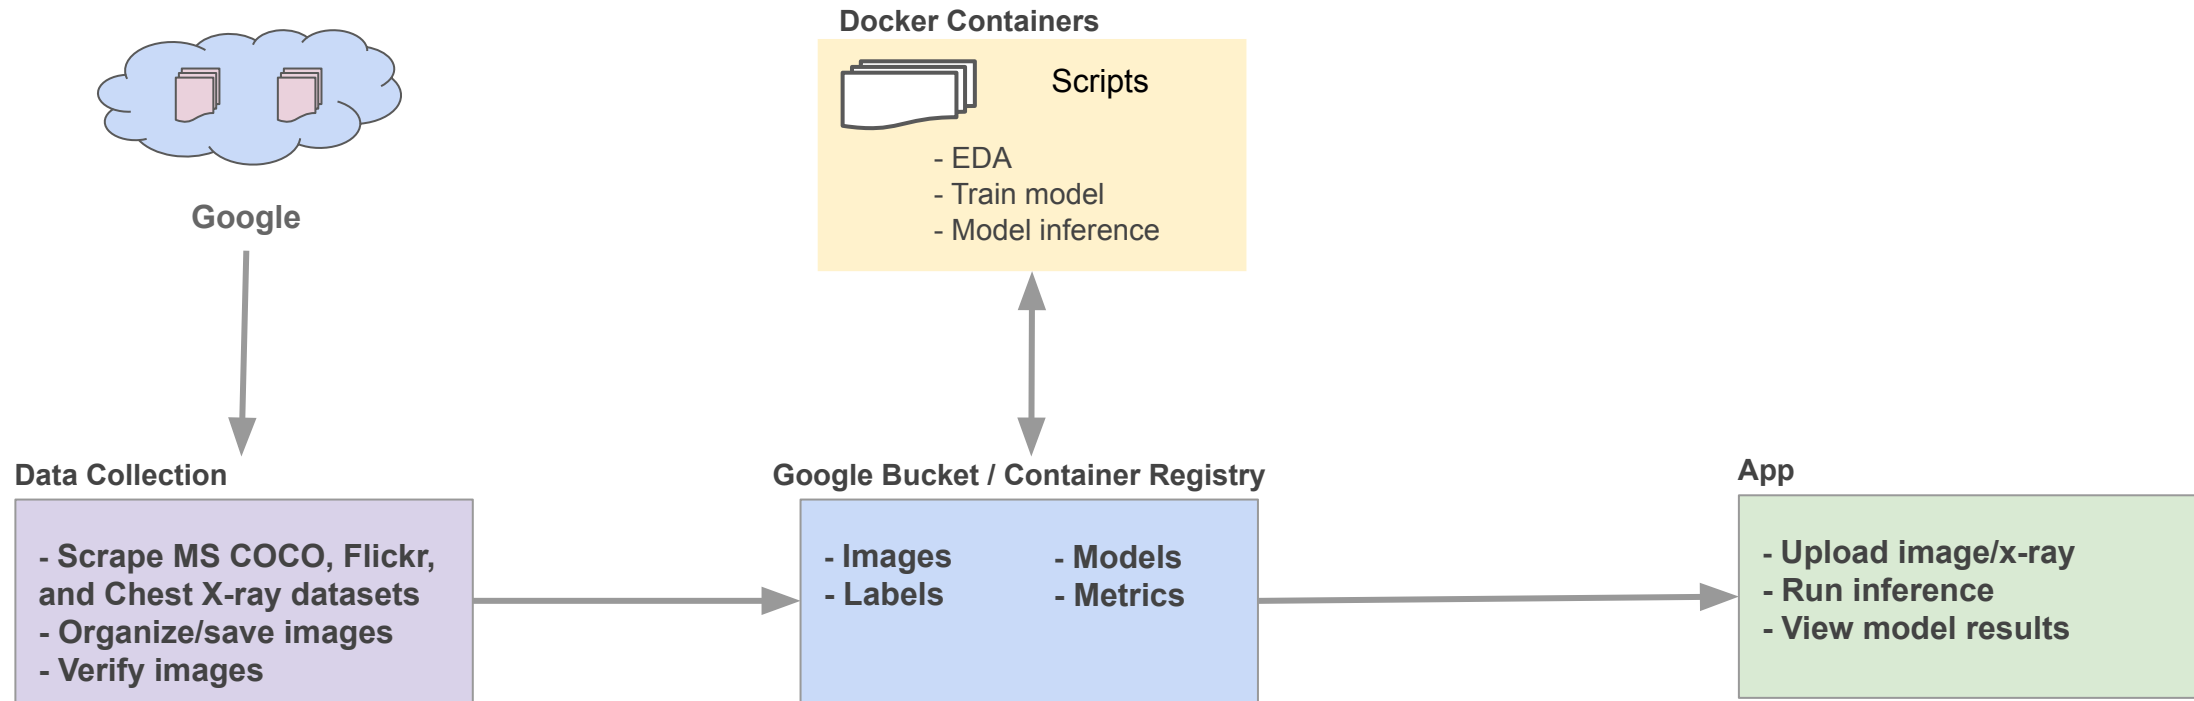 Docker Containers
Scripts
- EDA
- Train model
- Model inference
Google
Data Collection
- Scrape MS COCO, Flickr,
and Chest X-ray datasets
- Organize/save images
- Verify images
Google Bucket / Container Registry
- Images
- Labels
- Models
- Metrics
App
- Upload image/x-ray
- Run inference
- View model results